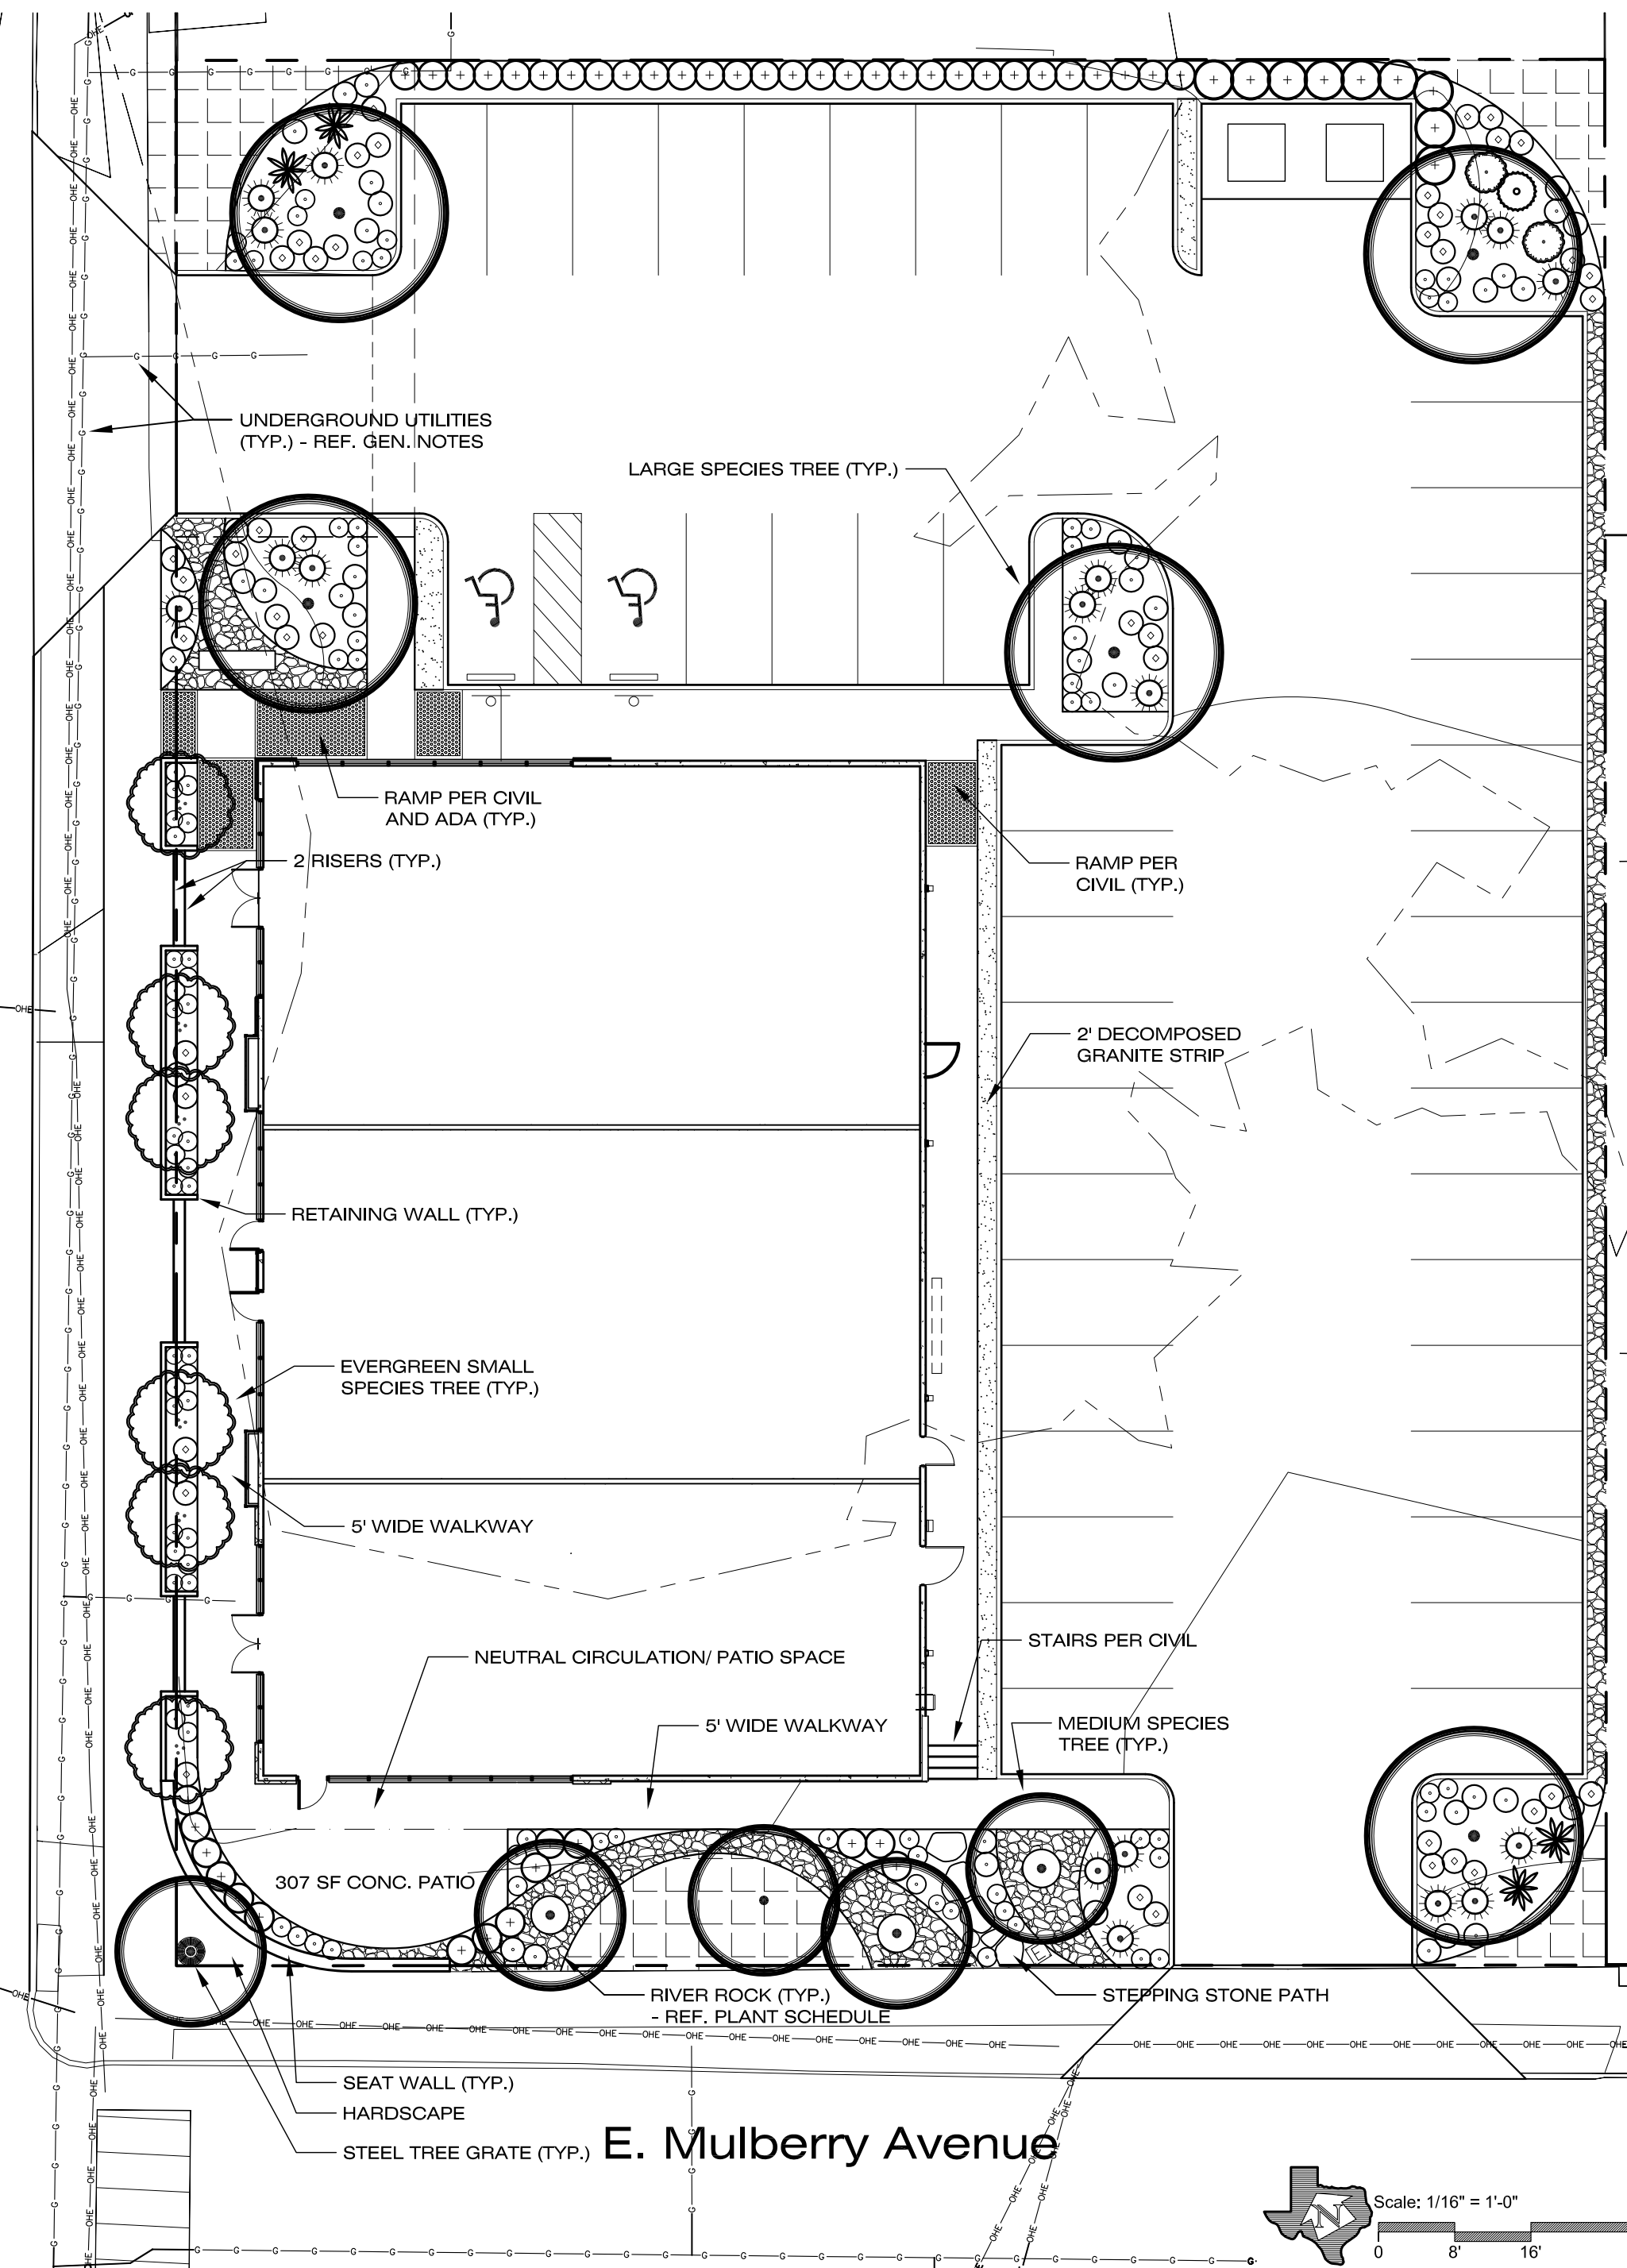 UNDERGROUND UTILITIES
(TYP.) - REF. GEN. NOTES
LARGE SPECIES TREE (TYP.)
RAMP PER CIVIL
AND ADA (TYP.)
2 RISERS (TYP.)
RAMP PER
CIVIL (TYP.)
2' DECOMPOSED
GRANITE STRIP
RETAINING WALL (TYP.)
EVERGREEN SMALL
SPECIES TREE (TYP.)
5' WIDE WALKWAY
NEUTRAL CIRCULATION/ PATIO SPACE
STAIRS PER CIVIL
5' WIDE WALKWAY
MEDIUM SPECIES
TREE (TYP.)
307 SF CONC. PATIO
RIVER ROCK (TYP.)
- REF. PLANT SCHEDULE
STEPPING STONE PATH
SEAT WALL (TYP.)
HARDSCAPE
STEEL TREE GRATE (TYP.)
E. Mulberry Avenue
N
Scale: 1/16" = 1'-0"
0 8' 16'